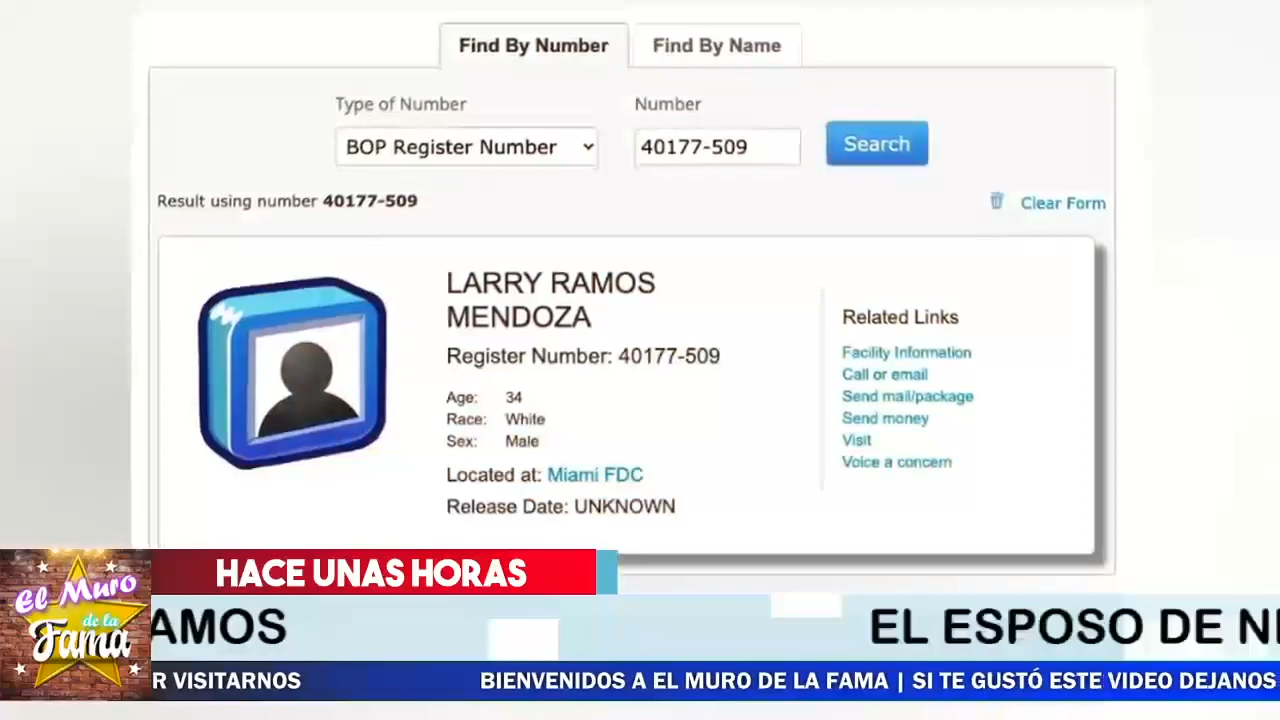 Find By Number
Find By Name
Type of Number
Number
BOP Register Number
40177-509
Search
Result using number 40177-509
Clear Form
LARRY RAMOS
MENDOZA
Register Number: 40177-509
Age: 34
Race: White
Sex: Male
Located at: Miami FDC
Release Date: UNKNOWN
Related Links
Facility Information
Call or email
Send mail/package
Send money
Visit
Voice a concern
El Muro
de la
Fama
HACE UNAS HORAS
AMOS
EL ESPOSO DE
R VISITARNOS
BIENVENIDOS A EL MURO DE LA FAMA | SI TE GUSTÓ ESTE VIDEO DEJANOS